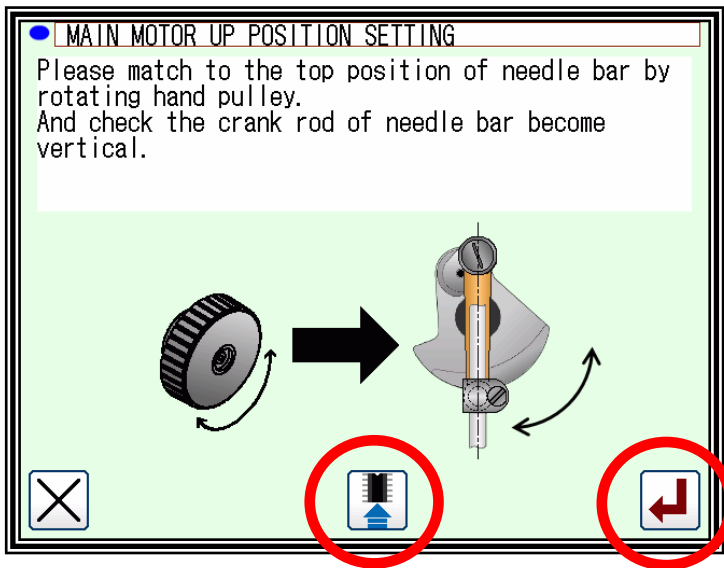 MAIN MOTOR UP POSITION SETTING
Please match to the top position of needle bar by
rotating hand pulley.
And check the crank rod of needle bar become
vertical.